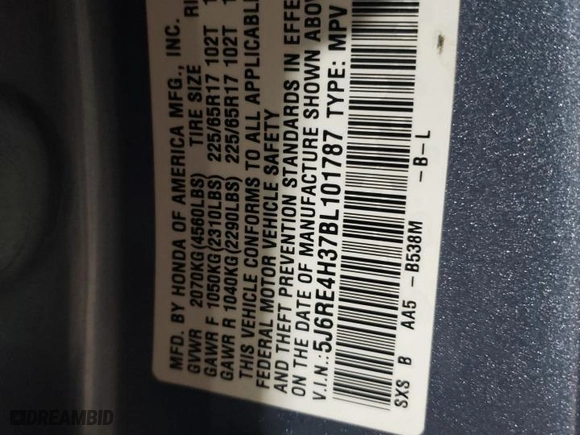 MFD. BY HONDA OF AMERICA MFG., INC.
GVWR 2070KG(4560LBS) TIRE SIZE
GAWR F 1050KG(2310LBS) 225/65R17 102T
GAWR R 1040KG(2290LBS) 225/65R17 102T
THIS VEHICLE CONFORMS TO ALL APPLICABLE
FEDERAL MOTOR VEHICLE SAFETY
AND THEFT PREVENTION STANDARDS IN EFFE
ON THE DATE OF MANUFACTURE SHOWN ABOV
V.I.N.:5J6RE4H37BL101787 TYPE: MPV
SXS B AA5 -B538M -B-L
DREAMBID